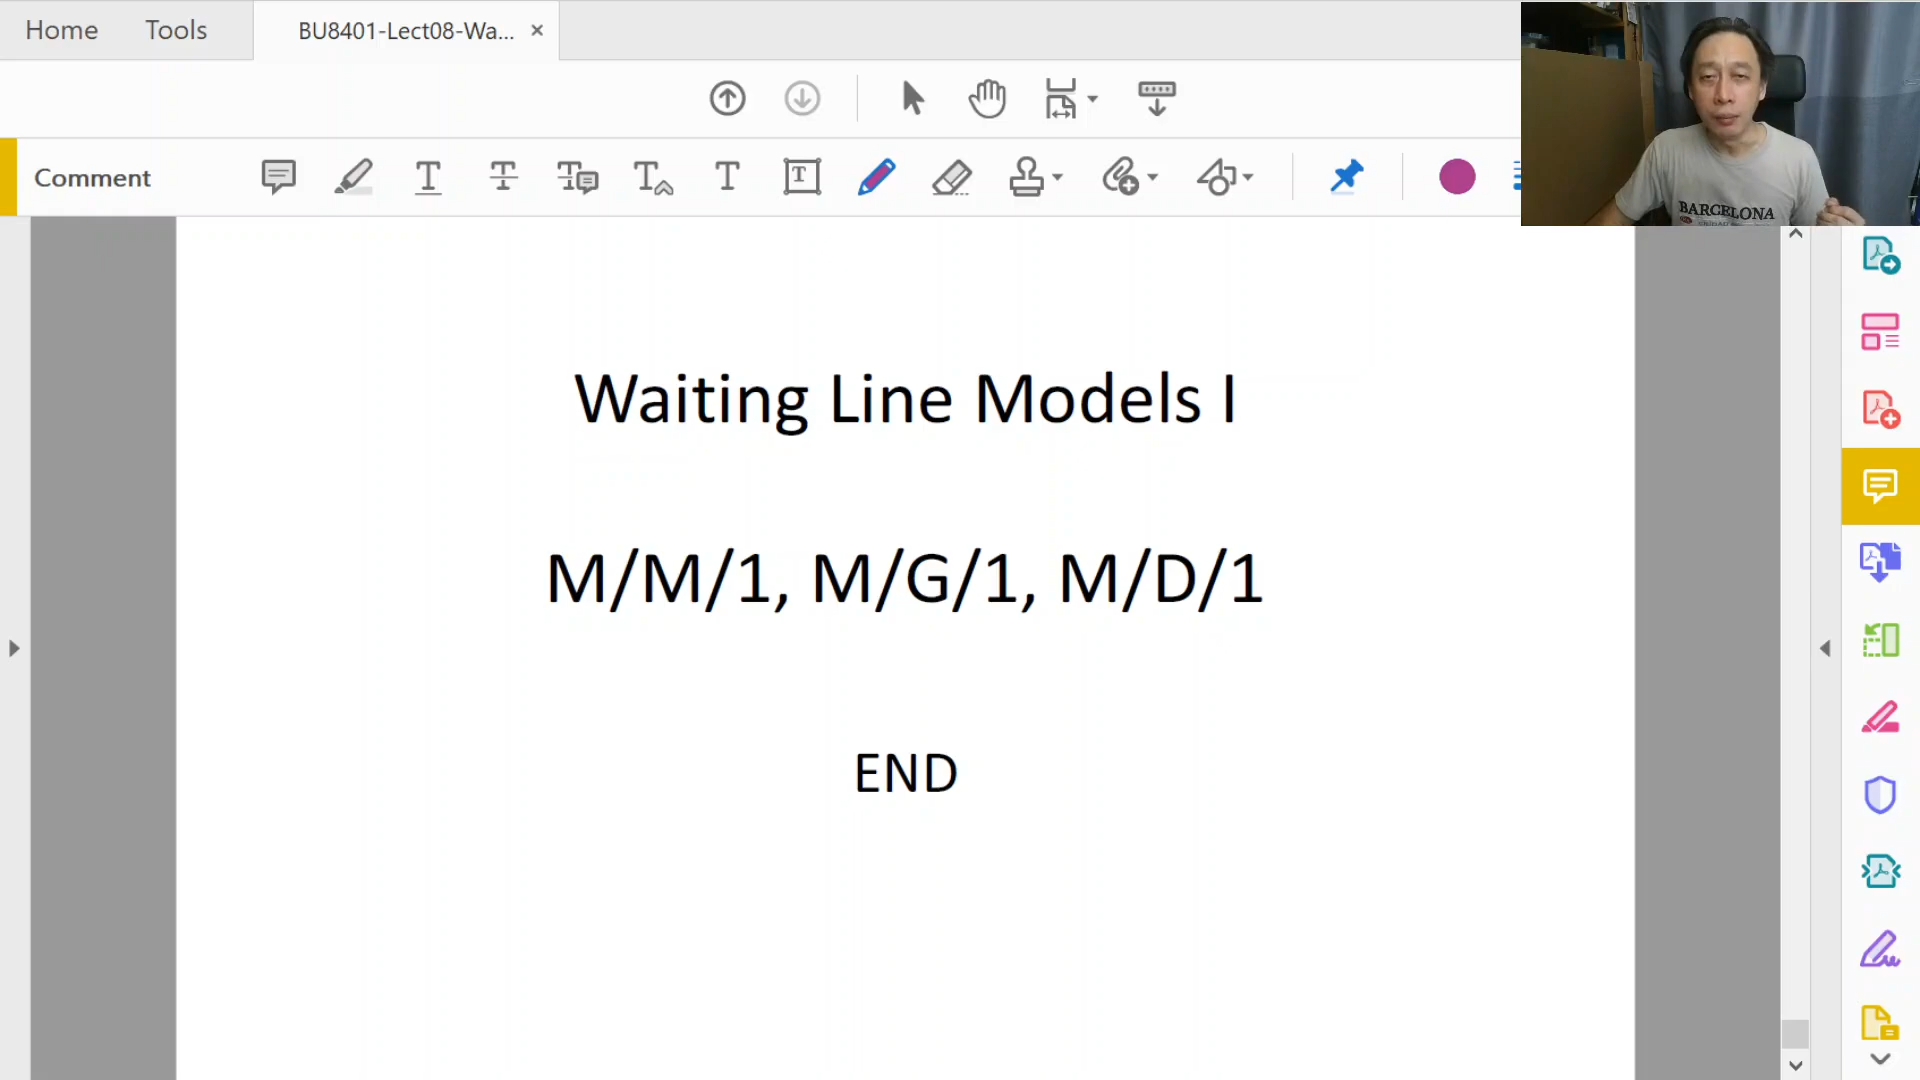 Home Tools BU8401-Lect08-Wa...
Comment
BARCELONA
Waiting Line Models I
M/M/1, M/G/1, M/D/1
END